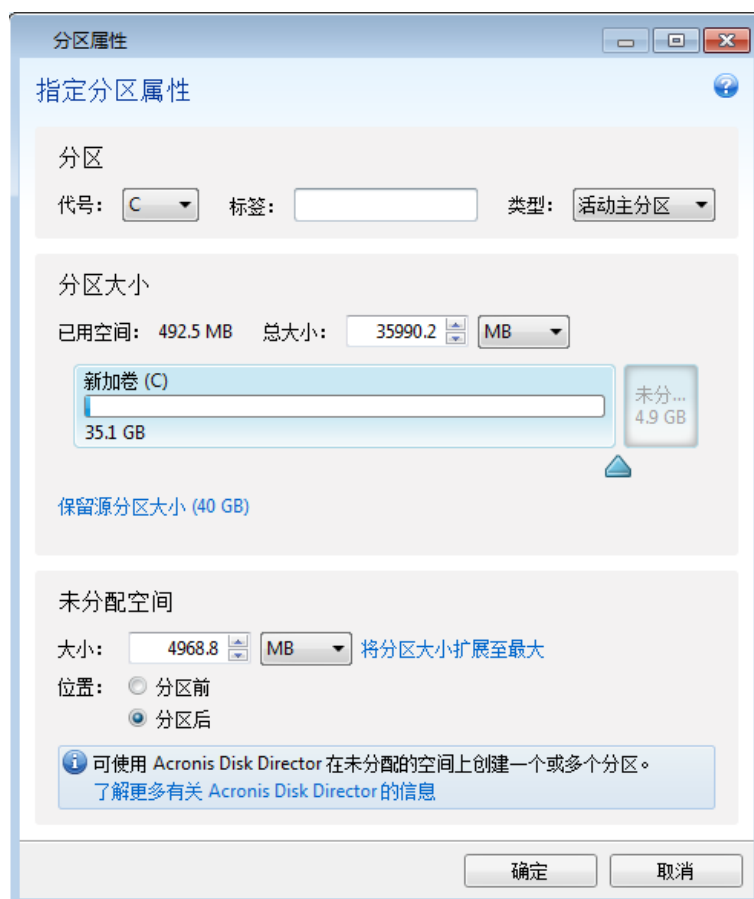 分区属性
指定分区属性
分区
代号： C 标签： 类型： 活动主分区
分区大小
已用空间： 492.5 MB 总大小： 35990.2 MB
新加卷 (C)
35.1 GB
未分...
4.9 GB
保留源分区大小 (40 GB)
未分配空间
大小： 4968.8 MB 将分区大小扩展至最大
位置： 分区前
分区后
可使用 Acronis Disk Director 在未分配的空间上创建一个或多个分区。
了解更多有关 Acronis Disk Director 的信息
确定 取消